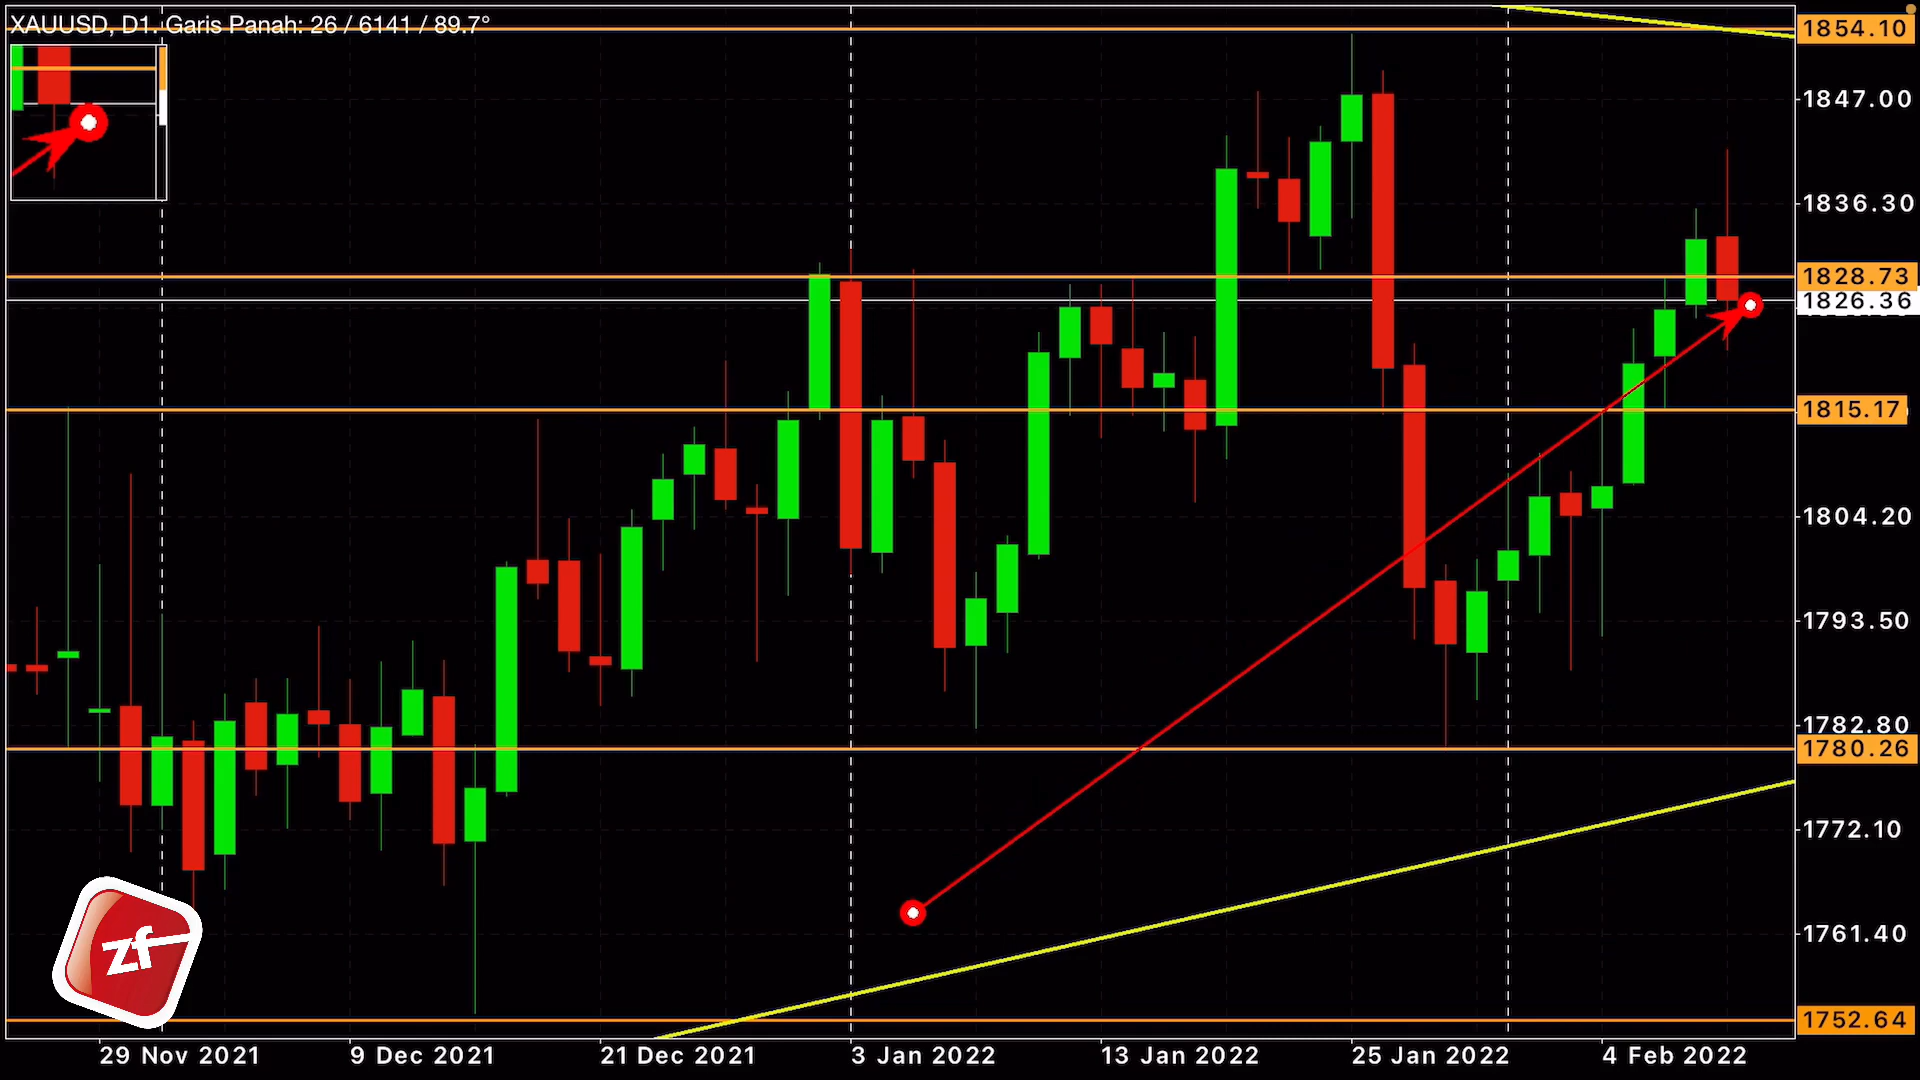 XAUUSD, D1. Garis Panah: 26 / 6141 / 89.7°
1854.10
1847.00
1836.30
1828.73
1826.36
1815.17
1804.20
1793.50
1782.80
1780.26
1772.10
1761.40
1752.64
zf
29 Nov 2021
9 Dec 2021
21 Dec 2021
3 Jan 2022
13 Jan 2022
25 Jan 2022
4 Feb 2022